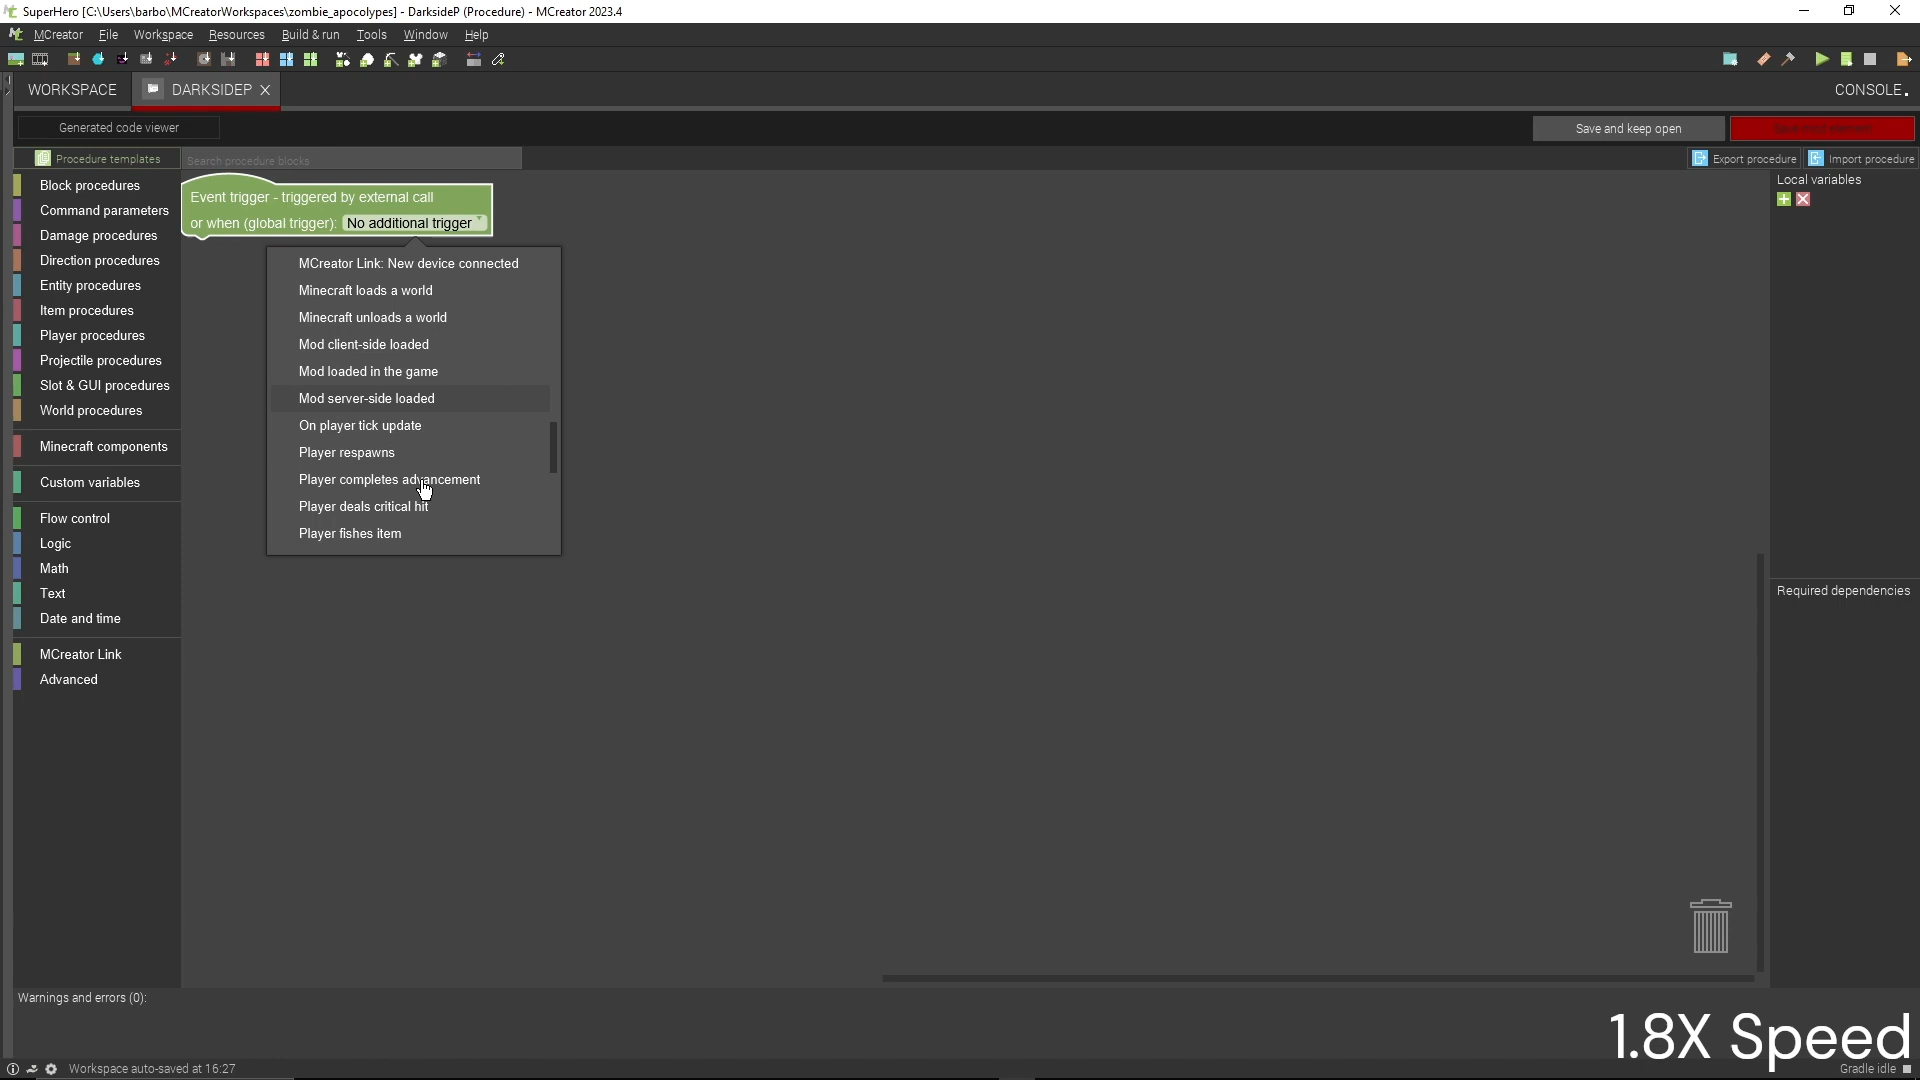 SuperHero [C:\Users\barbo\MCreatorWorkspaces\zombie_apocolypes] - DarksideP (Procedure) - MCreator 2023.4
MCreator File Workspace Resources Build & run Tools Window Help
WORKSPACE DARKSIDEP CONSOLE
Generated code viewer Save and keep open
Procedure templates Search procedure blocks Export procedure Import procedure
Block procedures
Command parameters
Damage procedures
Direction procedures
Entity procedures
Item procedures
Player procedures
Projectile procedures
Slot & GUI procedures
World procedures
Minecraft components
Custom variables
Flow control
Logic
Math
Text
Date and time
MCreator Link
Advanced
Event trigger - triggered by external call
or when (global trigger): No additional trigger
MCreator Link: New device connected
Minecraft loads a world
Minecraft unloads a world
Mod client-side loaded
Mod loaded in the game
Mod server-side loaded
On player tick update
Player respawns
Player completes advancement
Player deals critical hit
Player fishes item
Local variables
Required dependencies
Warnings and errors (0):
1.8X Speed
Workspace auto-saved at 16:27
Gradle idle